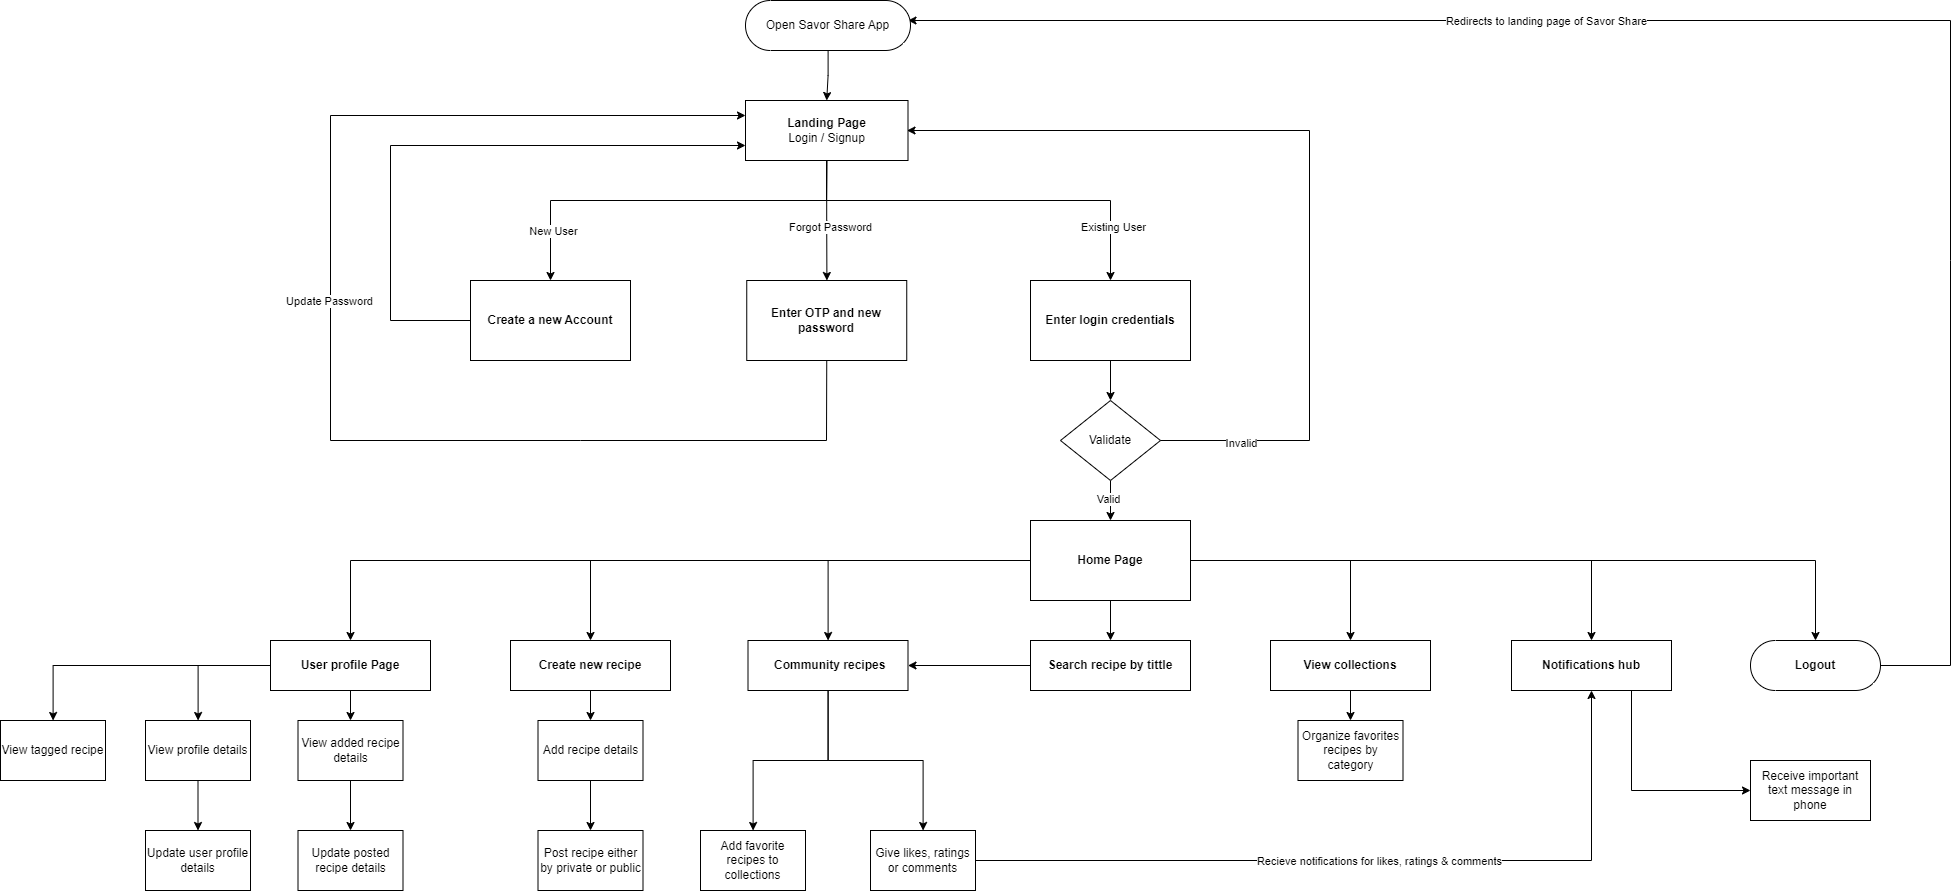 Open Savor Share App
Redirects to landing page of Savor Share
Landing Page
Login / Signup
New User
Forgot Password
Existing User
Update Password
Create a new Account
Enter OTP and new
password
Enter login credentials
Validate
Invalid
Valid
Home Page
User profile Page
Create new recipe
Community recipes
Search recipe by tittle
View collections
Notifications hub
Logout
View tagged recipe
View profile details
View added recipe
details
Add recipe details
Organize favorites
recipes by
category
Receive important
text message in
phone
Update user profile
details
Update posted
recipe details
Post recipe either
by private or public
Add favorite
recipes to
collections
Give likes, ratings
or comments
Recieve notifications for likes, ratings & comments